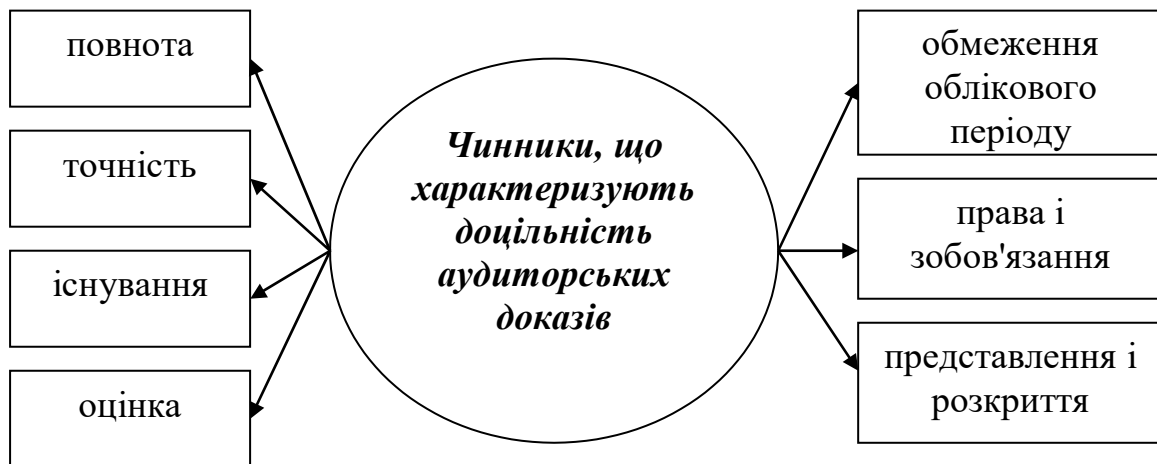 повнота
точність
існування
оцінка
Чинники, що
характеризують
доцільність
аудиторських
доказів
обмеження
облікового
періоду
права і
зобов'язання
представлення і
розкриття